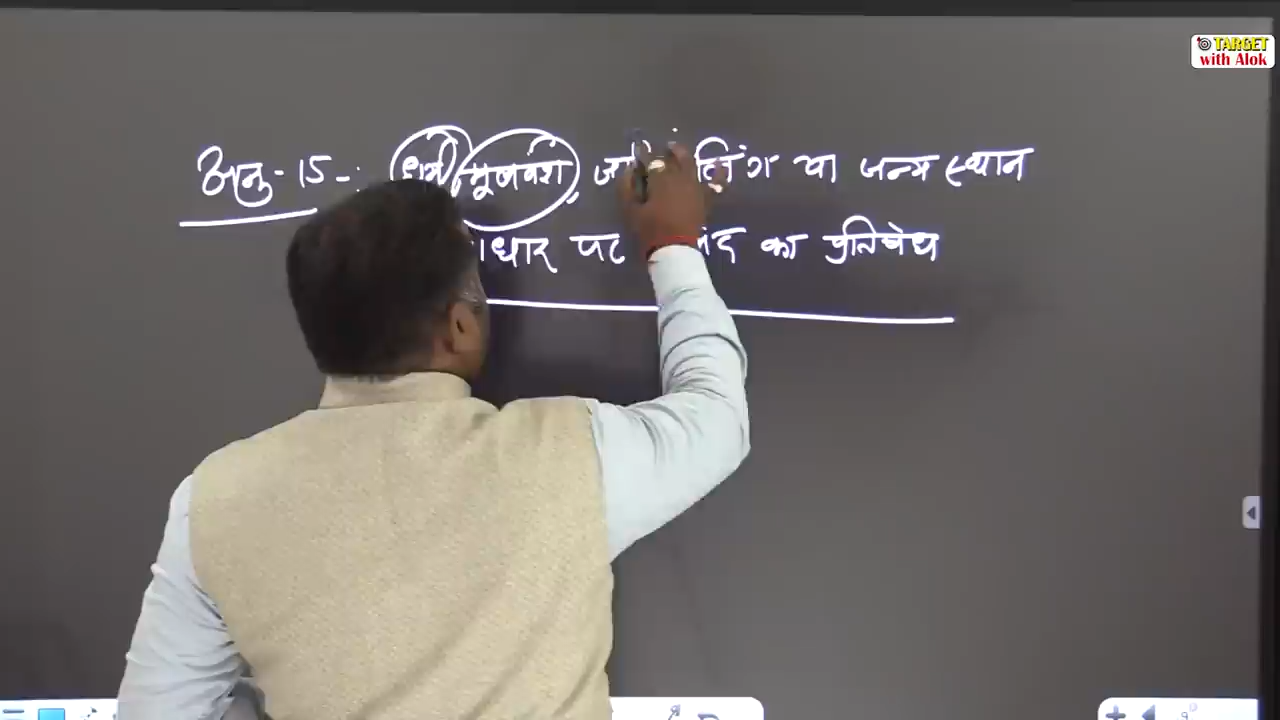 TARGET
with Alok
अनु-15-: धर्म, मूलवंश, लिंग या जन्म स्थान
पर का प्रतिषेध